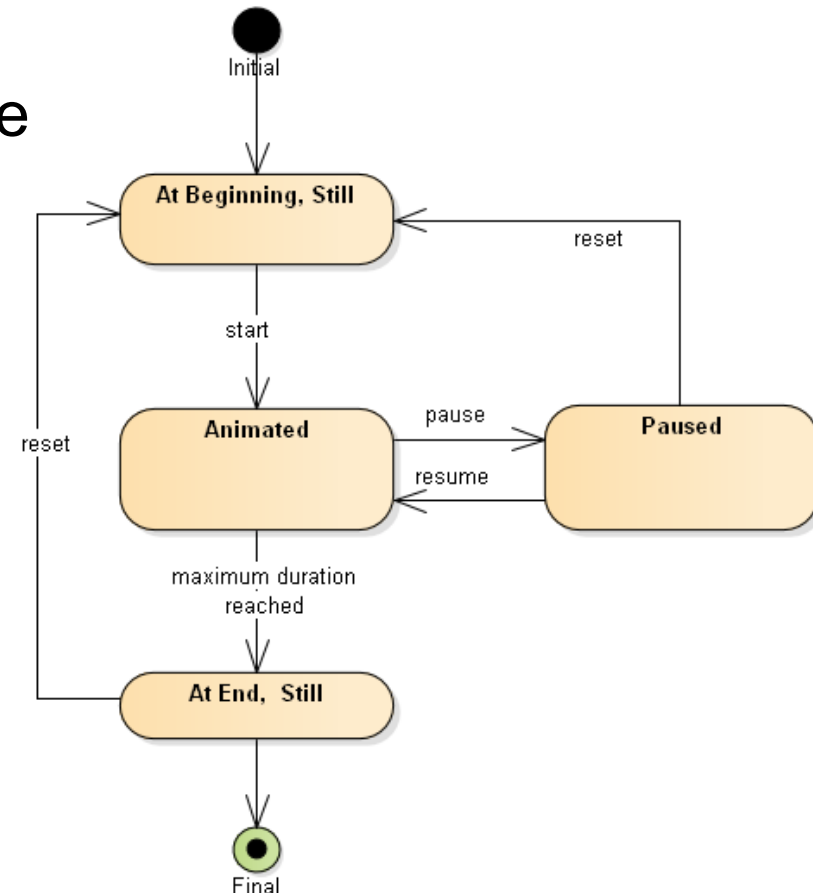 Initial
e
At Beginning, Still
reset
start
pause
Animated
Paused
reset
resume
maximum duration
reached
At End, Still
Final